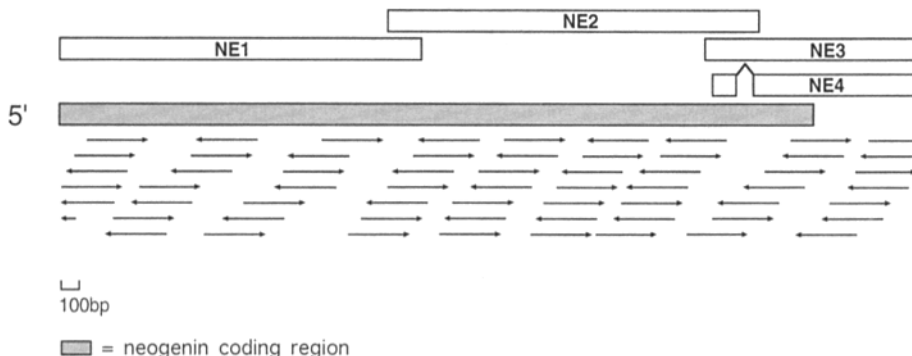 NE2
NE1
NE3
NE4
5'
100bp
= neogenin coding region